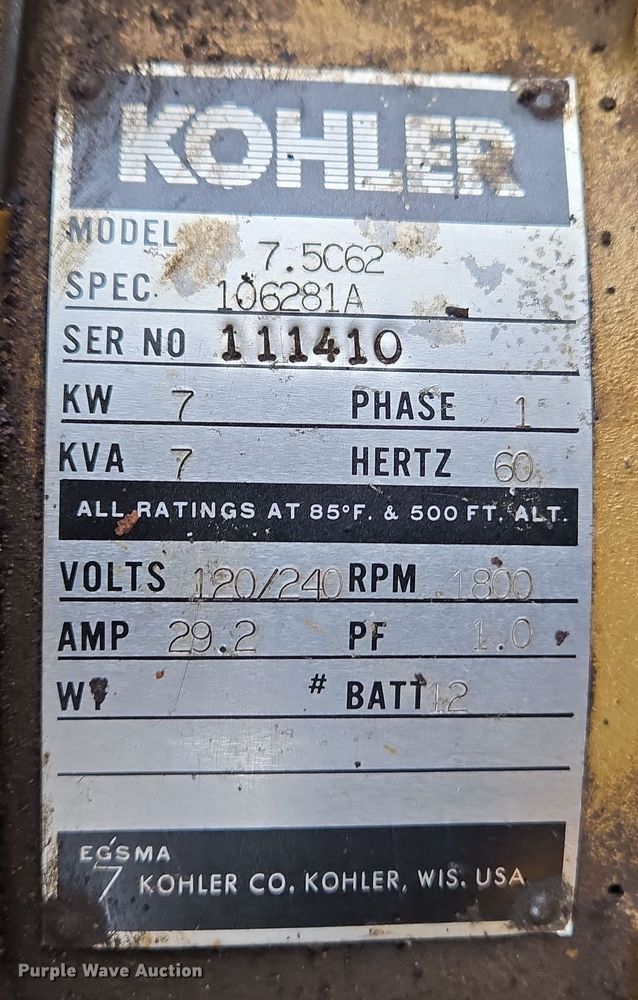 KOHLER
MODEL 7.5C62
SPEC. 106281A
SER NO 111410
KW 7 PHASE 1
KVA 7 HERTZ 60
ALL RATINGS AT 85°F. & 500 FT. ALT.
VOLTS 120/240 RPM 1800
AMP 29.2 PF 1.0
WT # BATT 12
EGSMA
7 KOHLER CO. KOHLER, WIS. USA
Purple Wave Auction